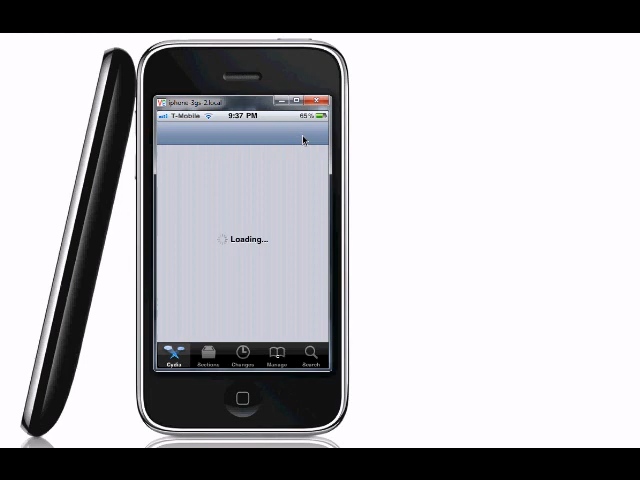 iphone-3gs-2.local
T-Mobile 9:37 PM 65%
Loading...
Cydia Sections Changes Manage Search